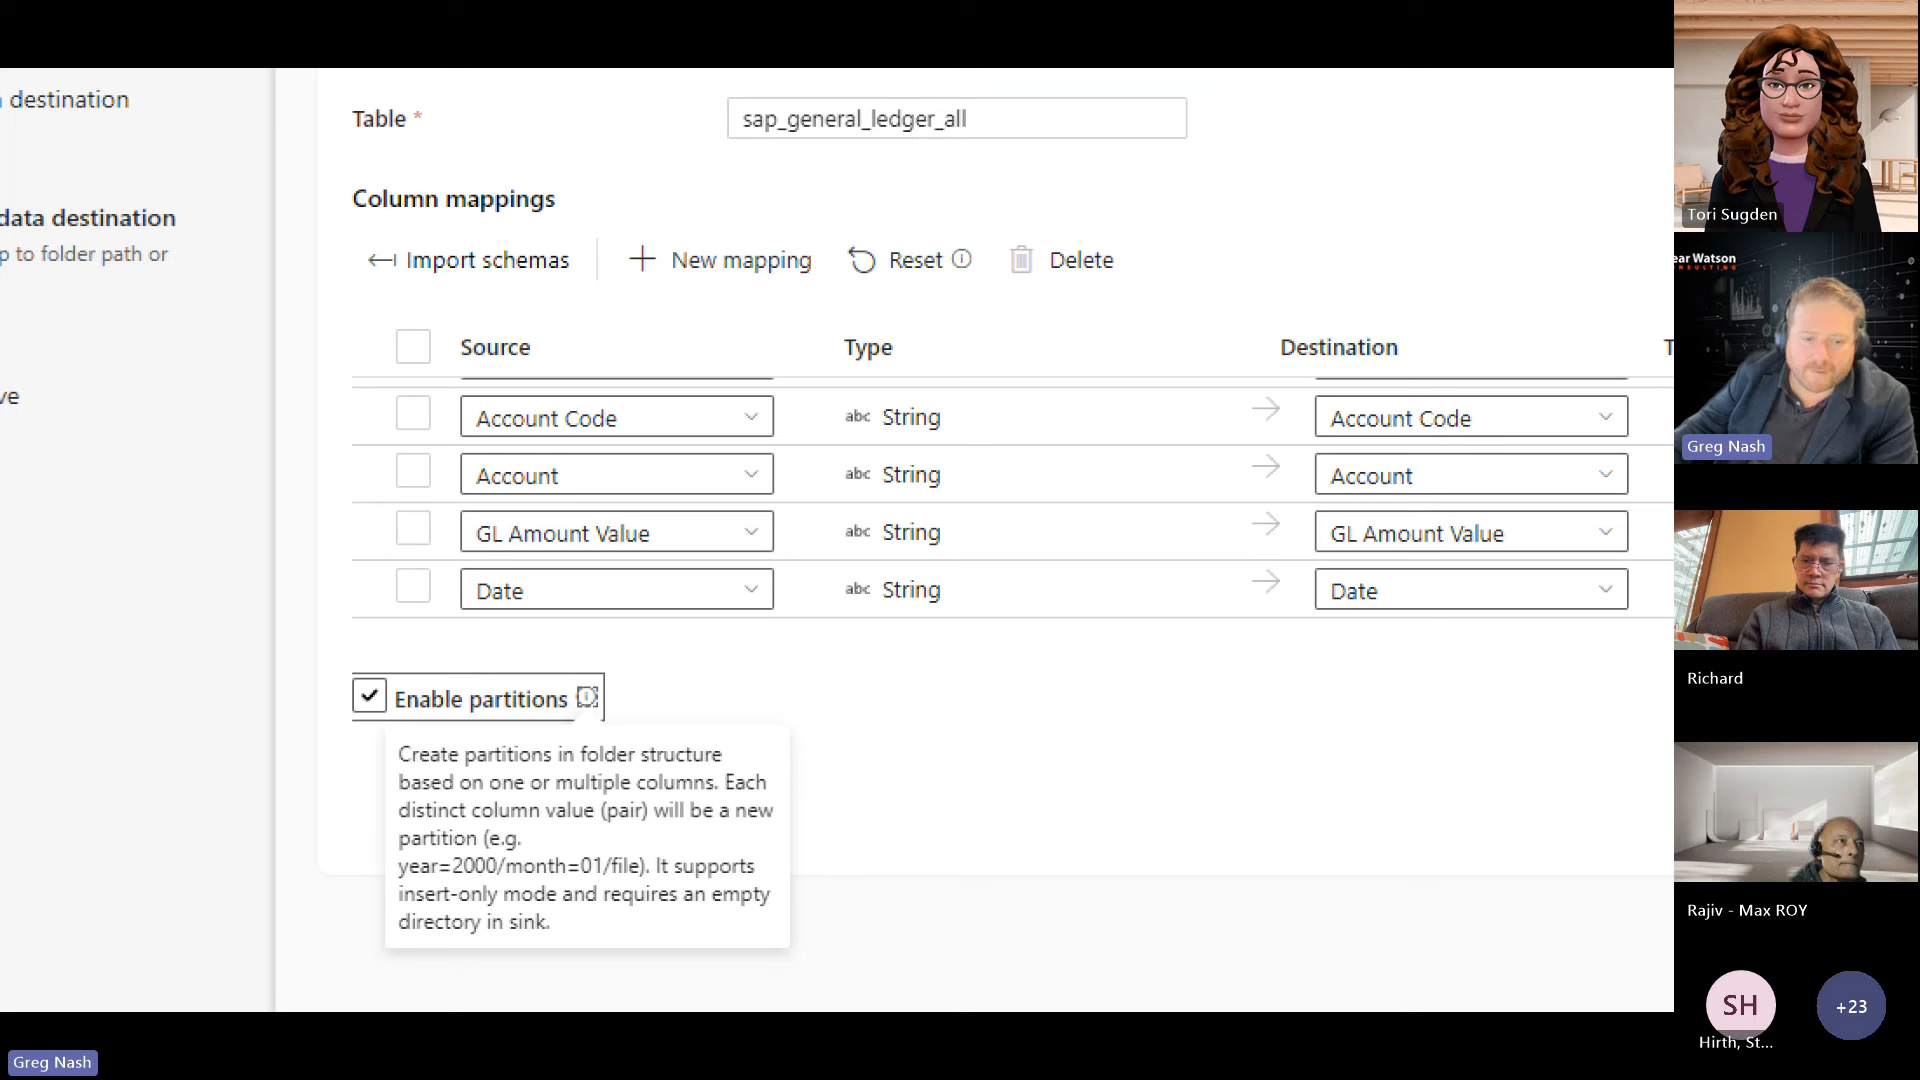 destination
data destination
p to folder path or
ve
Table *
sap_general_ledger_all
Column mappings
Import schemas
New mapping
Reset
Delete
Source
Type
Destination
T
Account Code
abc String
Account Code
Account
abc String
Account
GL Amount Value
abc String
GL Amount Value
Date
abc String
Date
Enable partitions
Create partitions in folder structure
based on one or multiple columns. Each
distinct column value (pair) will be a new
partition (e.g.
year=2000/month=01/file). It supports
insert-only mode and requires an empty
directory in sink.
Tori Sugden
ear Watson
CONSULTING
Greg Nash
Richard
Rajiv - Max ROY
SH
+23
Hirth, St...
Greg Nash